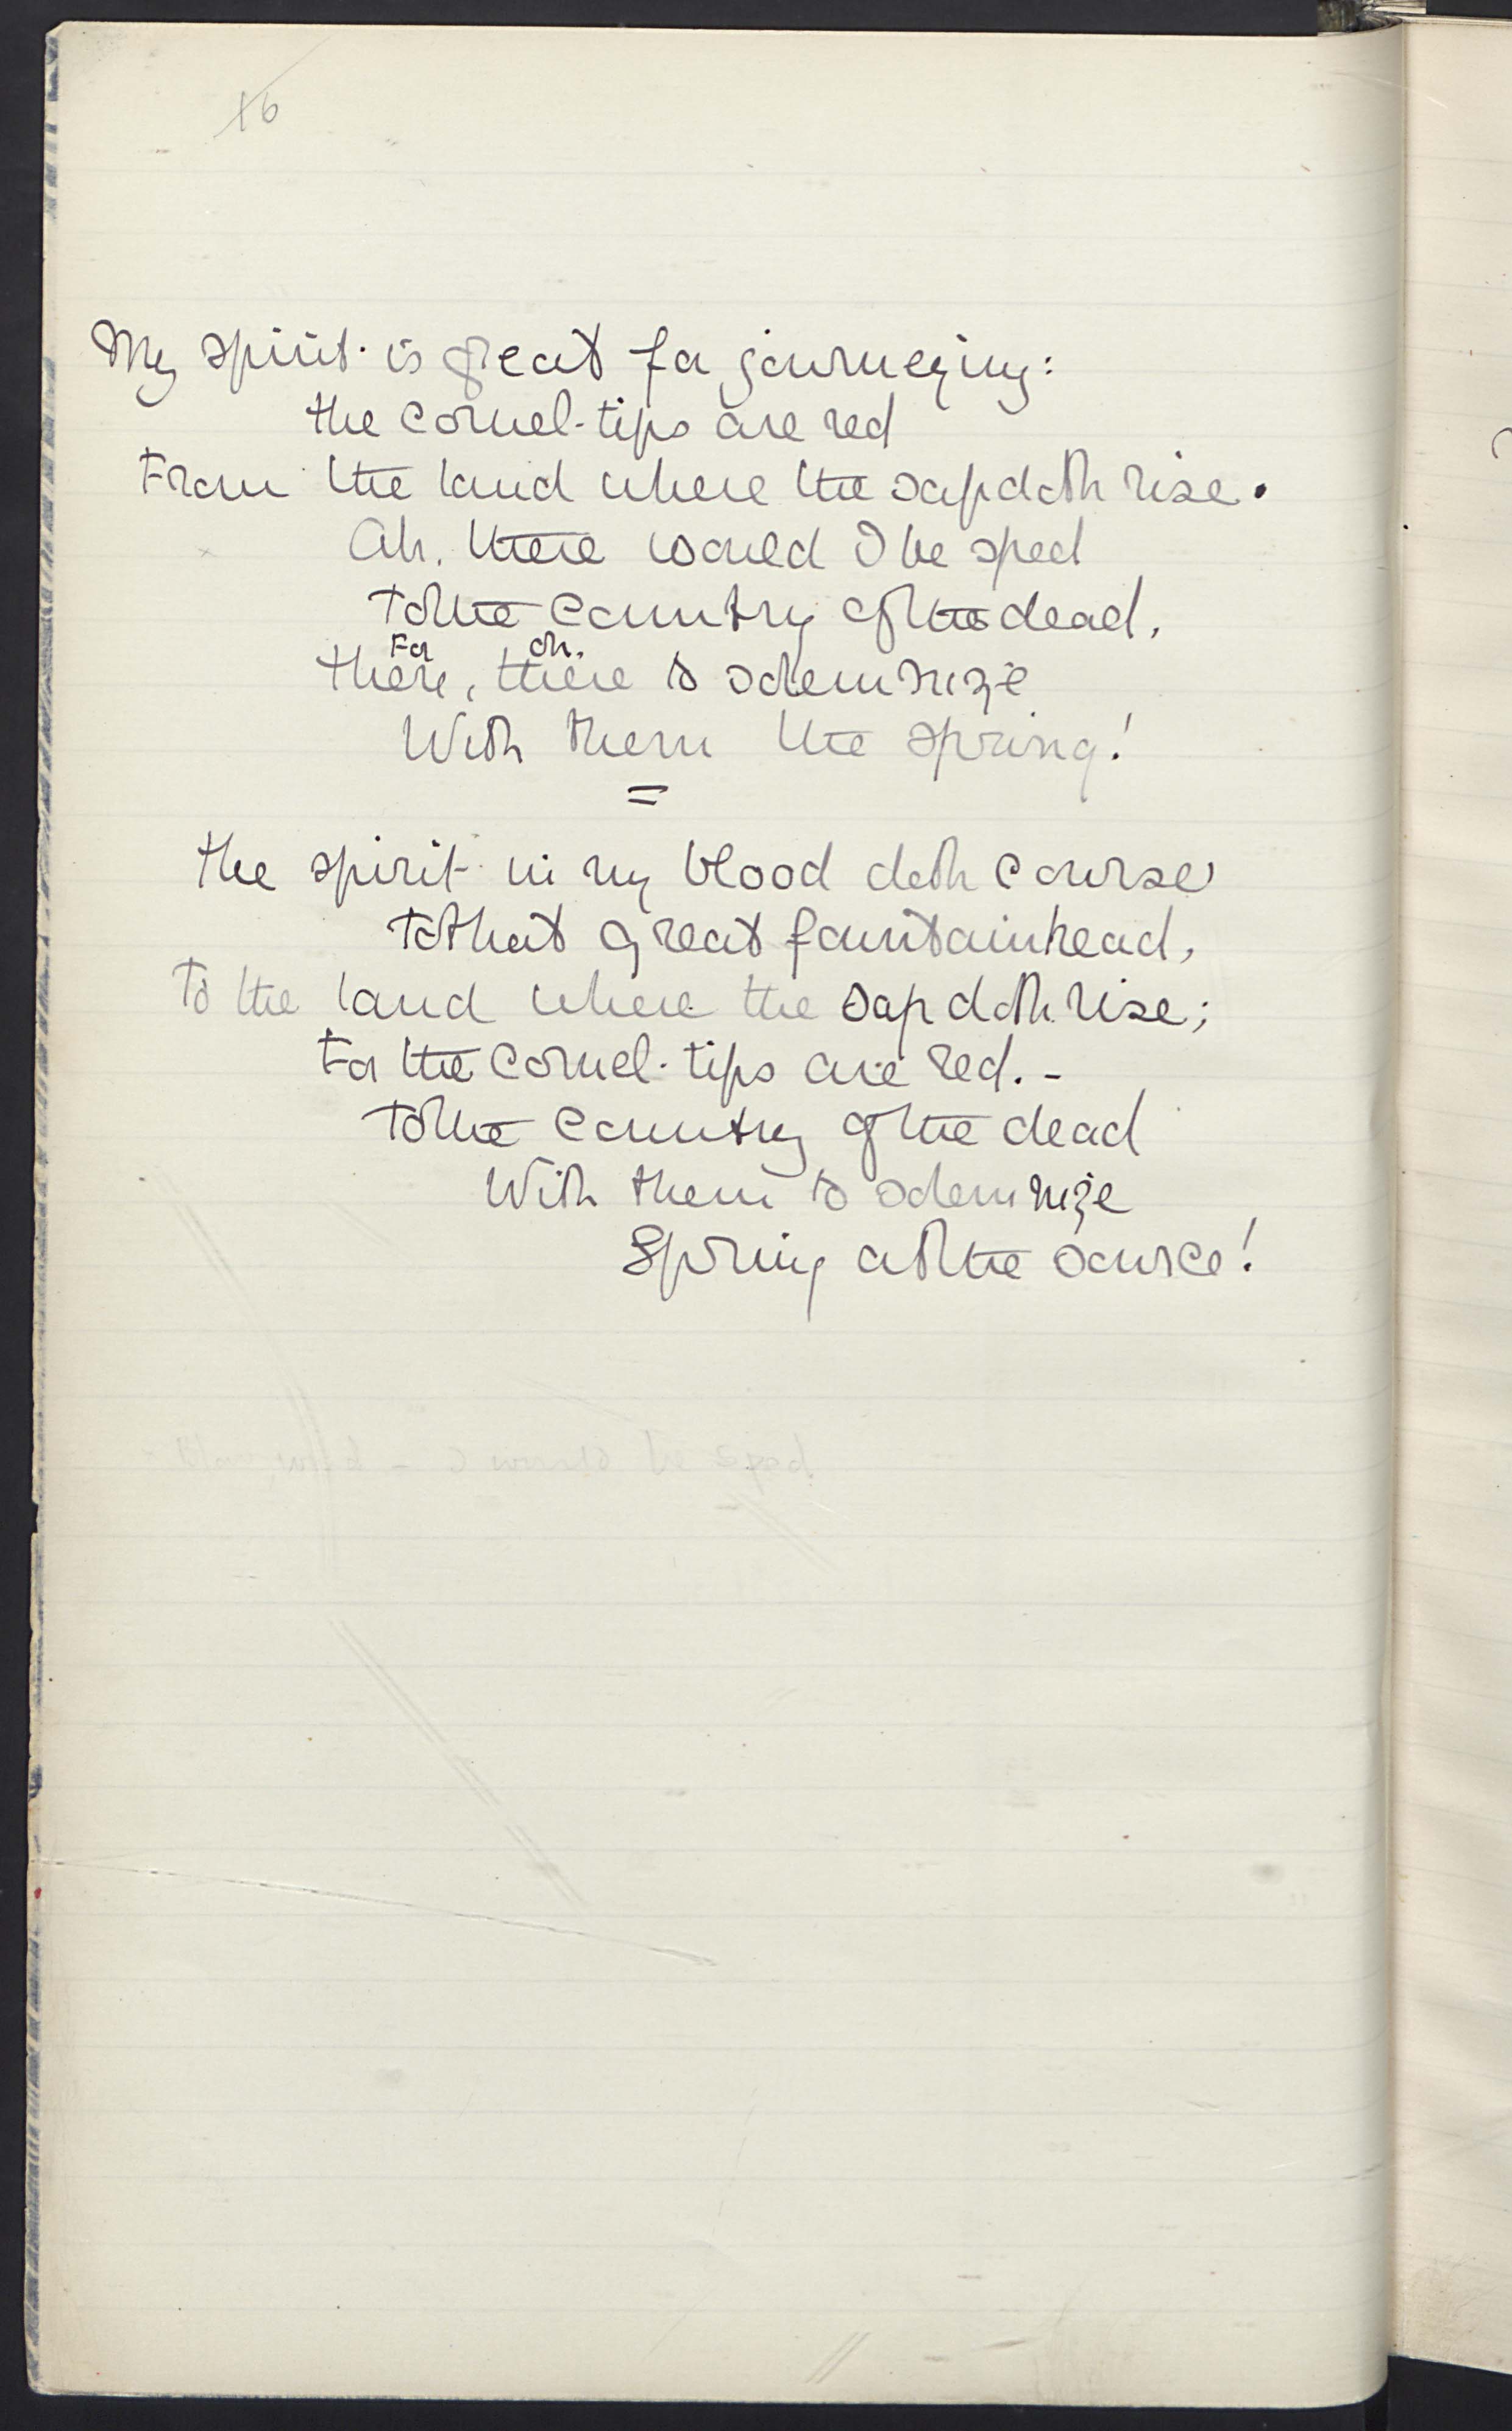 16
My spirit is great for journeying:
the cornel-tips are red
From the land where the sap doth rise.
Ah, there would I be sped
To the country of the dead,
For oh,
there, there to solemnize
With them the spring!
=
the spirit in my blood doth course
To that great fountainhead,
To the land where the sap doth rise;
For the cornel-tips are red. -
To the country of the dead
With them to solemnize
Spring at the source!